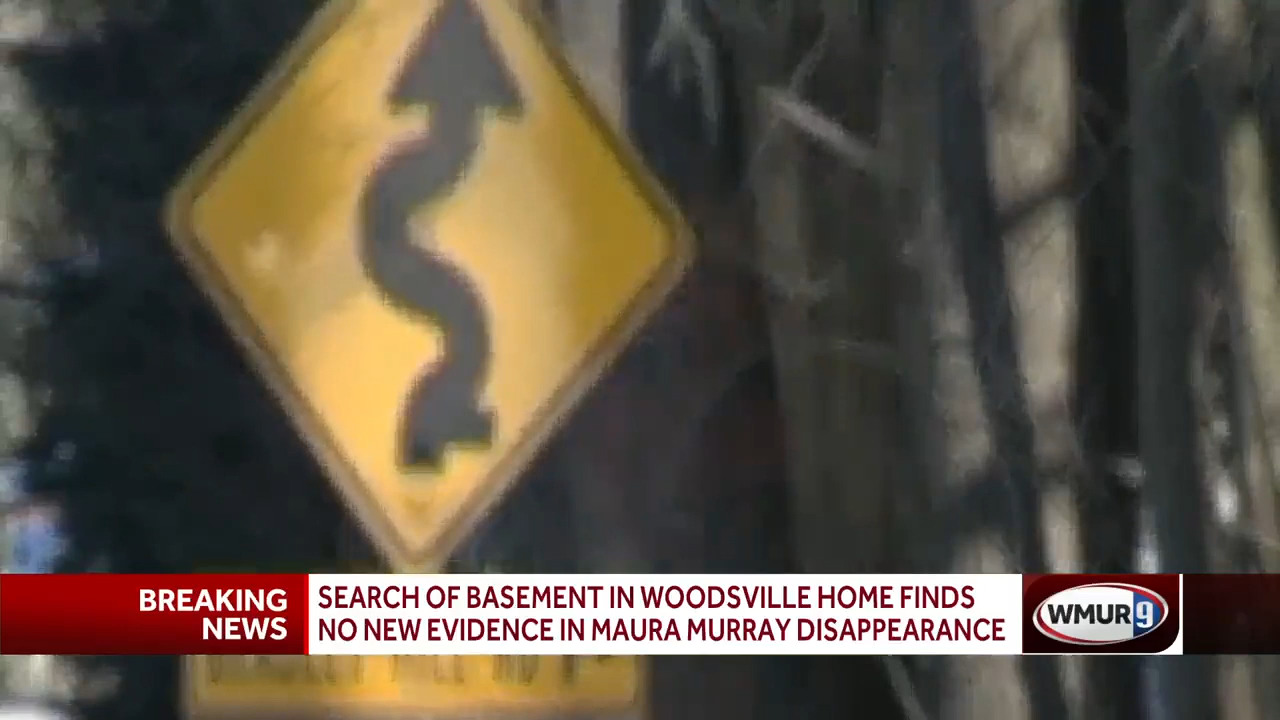 BREAKING
NEWS
SEARCH OF BASEMENT IN WOODSVILLE HOME FINDS
NO NEW EVIDENCE IN MAURA MURRAY DISAPPEARANCE
WMUR9